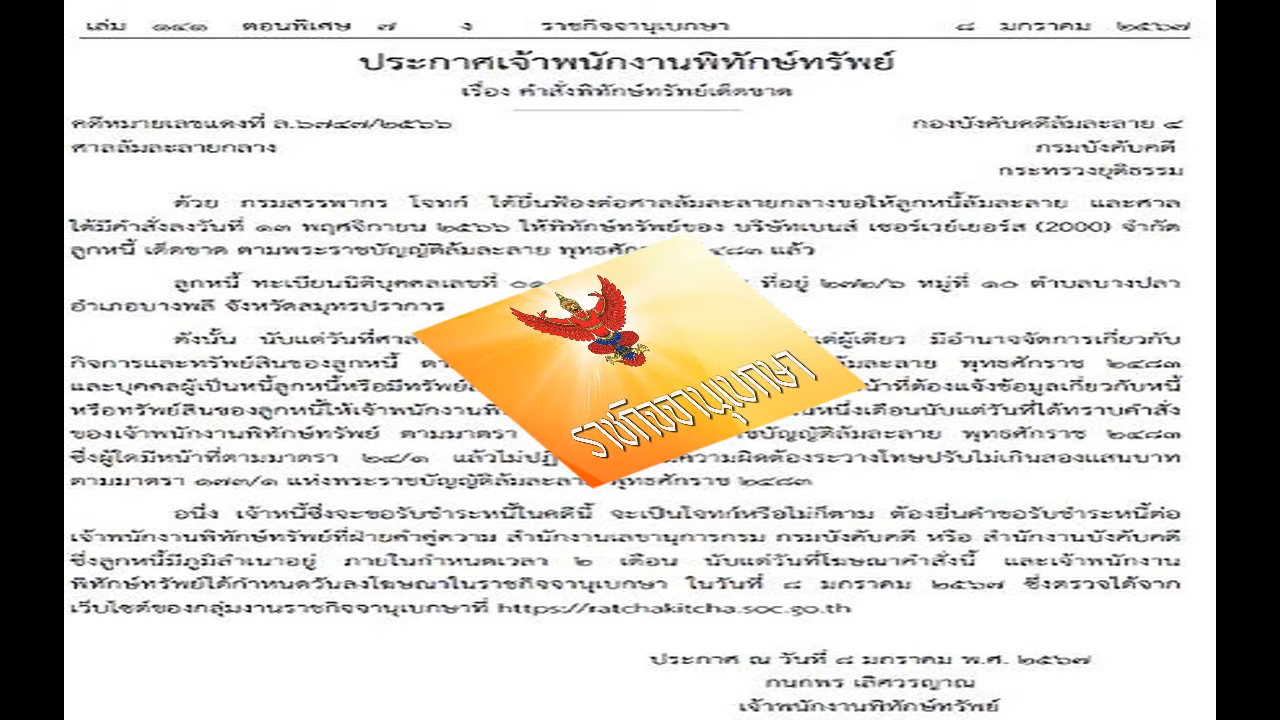 เล่ม ๑๔๑ ตอนพิเศษ ๗ ง ราชกิจจานุเบกษา ๘ มกราคม ๒๕๖๗
ประกาศเจ้าพนักงานพิทักษ์ทรัพย์
เรื่อง คำสั่งพิทักษ์ทรัพย์เด็ดขาด
คดีหมายเลขแดงที่ ล.๖๗๔๗/๒๕๖๖ กองบังคับคดีล้มละลาย ๔
ศาลล้มละลายกลาง กรมบังคับคดี
กระทรวงยุติธรรม
ด้วย กรมสรรพากร โจทก์ ได้ยื่นฟ้องต่อศาลล้มละลายกลางขอให้ลูกหนี้ล้มละลาย และศาล
ได้มีคำสั่งลงวันที่ ๑๓ พฤศจิกายน ๒๕๖๖ ให้พิทักษ์ทรัพย์ของ บริษัทเบนส์ เซอร์เวย์เยอร์ส (2000) จำกัด
ลูกหนี้ เด็ดขาด ตามพระราชบัญญัติล้มละลาย พุทธศักรา ๔๘๓ แล้ว
ลูกหนี้ ทะเบียนนิติบุคคลเลขที่ ๐๑ ที่อยู่ ๒๗๒/๖ หมู่ที่ ๑๐ ตำบลบางปลา
อำเภอบางพลี จังหวัดสมุทรปราการ
ดังนั้น นับแต่วันที่ศาล แต่ผู้เดียว มีอำนาจจัดการเกี่ยวกับ
กิจการและทรัพย์สินของลูกหนี้ ล้มละลาย พุทธศักราช ๒๔๘๓
และบุคคลผู้เป็นหนี้ลูกหนี้หรือมีทรัพย์ น้าที่ต้องแจ้งข้อมูลเกี่ยวกับหนี้
หรือทรัพย์สินของลูกหนี้ให้เจ้าพนักงานพิ หนึ่งเดือนนับแต่วันที่ได้ทราบคำสั่ง
ของเจ้าพนักงานพิทักษ์ทรัพย์ ตามมาตรา ราชบัญญัติล้มละลาย พุทธศักราช ๒๔๘๓
ซึ่งผู้ใดมีหน้าที่ตามมาตรา ๒๔/๑ แล้วไม่ปฏิ ความผิดต้องระวางโทษปรับไม่เกินสองแสนบาท
ตามมาตรา ๑๗๓/๑ แห่งพระราชบัญญัติล้มละลาย พุทธศักราช ๒๔๘๓
อนึ่ง เจ้าหนี้ซึ่งจะขอรับชำระหนี้ในคดีนี้ จะเป็นโจทก์หรือไม่ก็ตาม ต้องยื่นคำขอรับชำระหนี้ต่อ
เจ้าพนักงานพิทักษ์ทรัพย์ที่ฝ่ายคำคู่ความ สำนักงานเลขานุการกรม กรมบังคับคดี หรือ สำนักงานบังคับคดี
ซึ่งลูกหนี้มีภูมิลำเนาอยู่ ภายในกำหนดเวลา ๒ เดือน นับแต่วันที่โฆษณาคำสั่งนี้ และเจ้าพนักงาน
พิทักษ์ทรัพย์ได้กำหนดวันลงโฆษณาในราชกิจจานุเบกษา ในวันที่ ๘ มกราคม ๒๕๖๗ ซึ่งตรวจได้จาก
เว็บไซต์ของกลุ่มงานราชกิจจานุเบกษาที่ https://ratchakitcha.soc.go.th
ประกาศ ณ วันที่ ๘ มกราคม พ.ศ. ๒๕๖๗
กนกพร เลิศวรญาณ
เจ้าพนักงานพิทักษ์ทรัพย์
ราชกิจจานุเบกษา